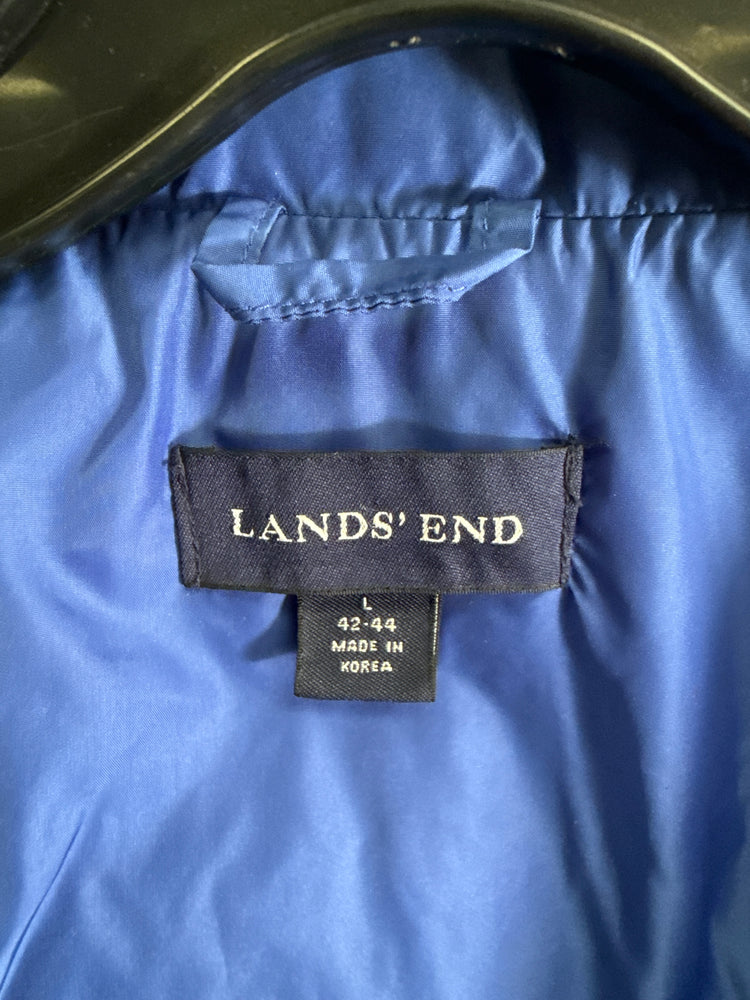 LANDS' END
L
42-44
MADE IN
KOREA